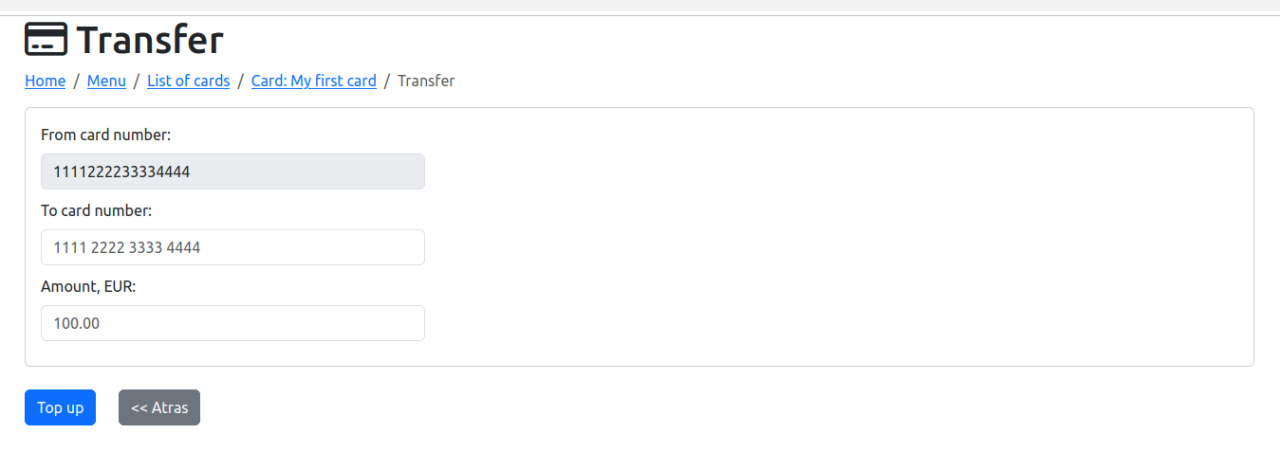 Transfer
Home / Menu / List of cards / Card: My first card / Transfer
From card number:
1111222233334444
To card number:
1111 2222 3333 4444
Amount, EUR:
100.00
Top up << Atras